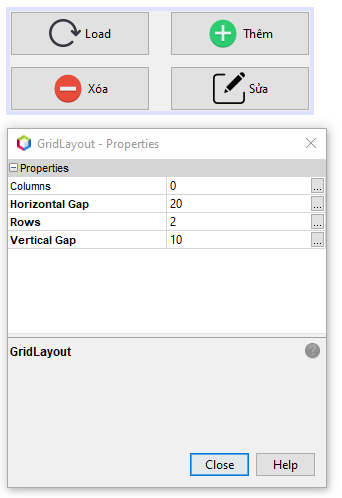 Load
Thêm
Xóa
Sửa
GridLayout - Properties
Properties
Columns 0 ...
Horizontal Gap 20 ...
Rows 2 ...
Vertical Gap 10 ...
GridLayout ?
Close Help